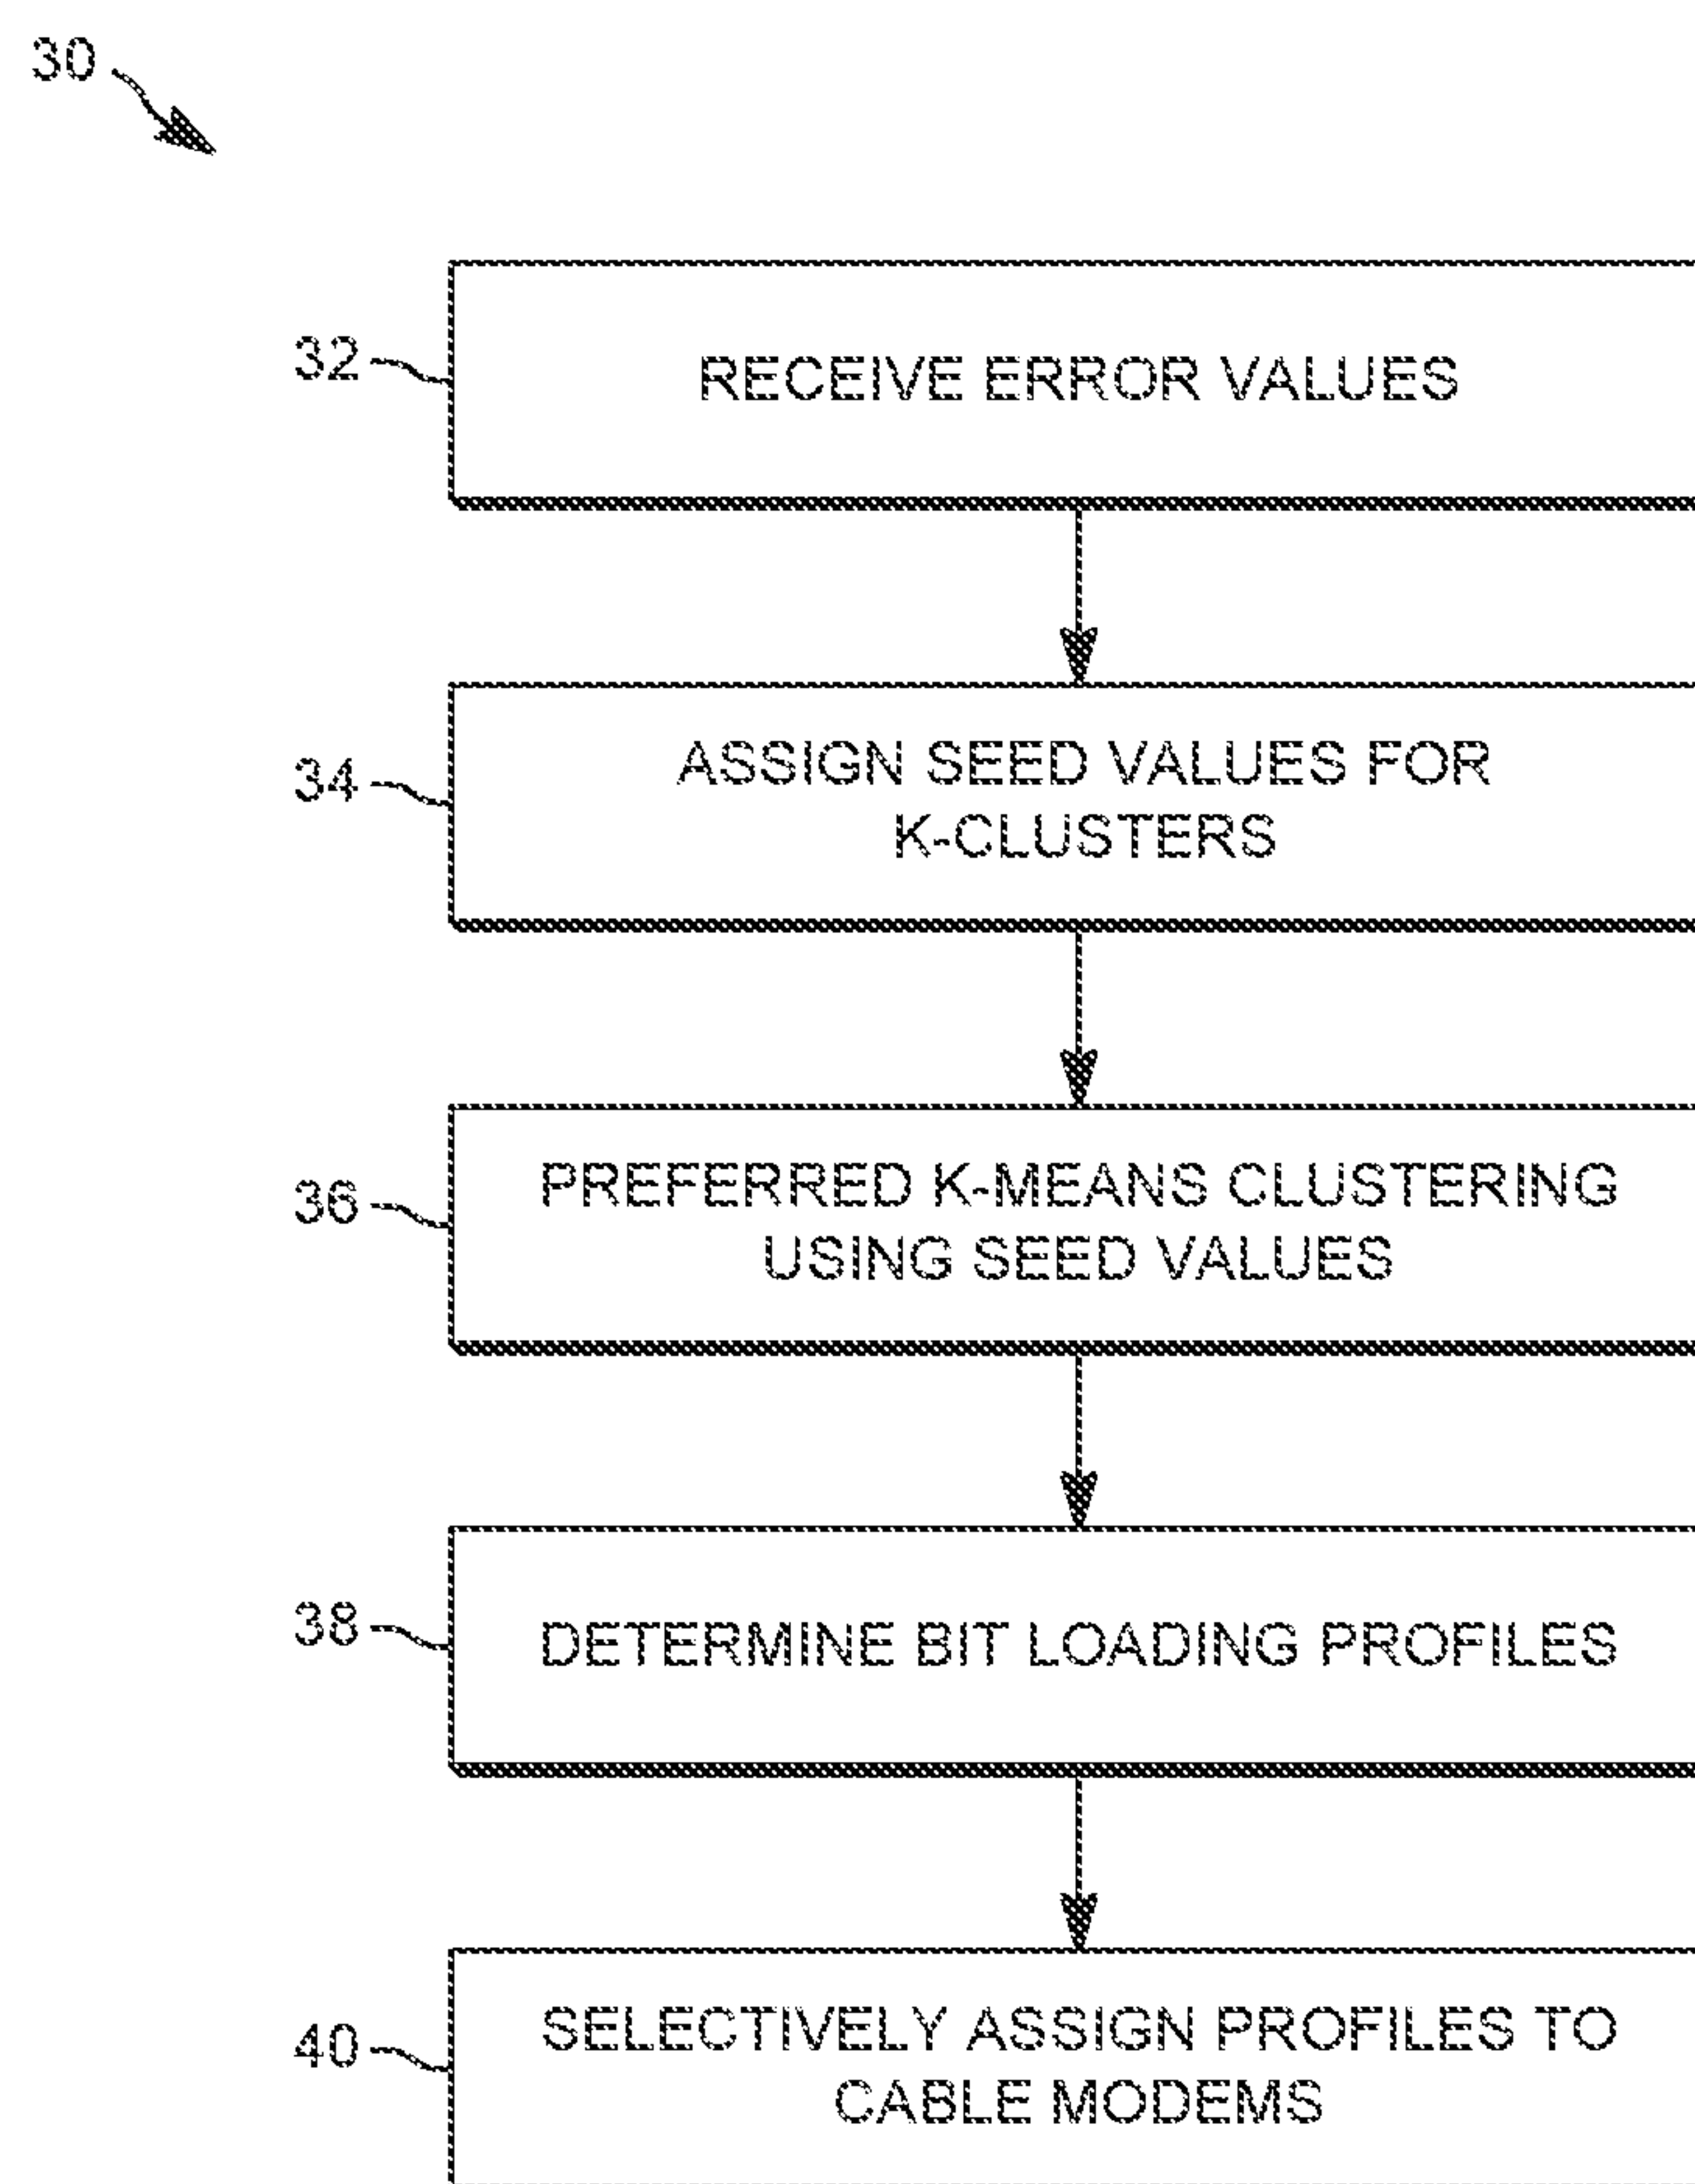 30
32
RECEIVE ERROR VALUES
34
ASSIGN SEED VALUES FOR
K-CLUSTERS
36
PREFERRED K-MEANS CLUSTERING
USING SEED VALUES
38
DETERMINE BIT LOADING PROFILES
40
SELECTIVELY ASSIGN PROFILES TO
CABLE MODEMS